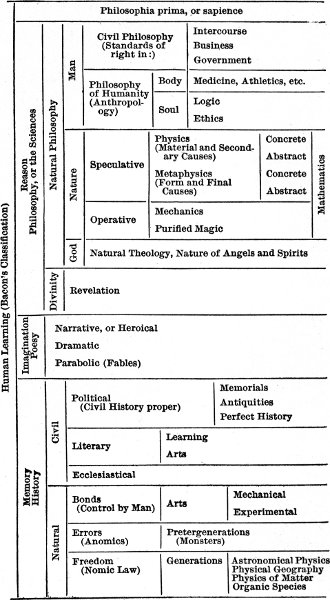 Human Learning (Bacon's Classification)
Reason
Philosophy, or the Sciences
Philosophia prima, or sapience
Natural Philosophy
Man
Civil Philosophy
(Standards of
right in:)
Intercourse
Business
Government
Philosophy
of Humanity
(Anthropol-
ogy)
Body
Medicine, Athletics, etc.
Soul
Logic
Ethics
Nature
Speculative
Physics
(Material and Second-
ary Causes)
Concrete
Abstract
Metaphysics
(Form and Final
Causes)
Concrete
Abstract
Operative
Mechanics
Purified Magic
Mathematics
God
Natural Theology, Nature of Angels and Spirits
Divinity
Revelation
Imagination
Poesy
Narrative, or Heroical
Dramatic
Parabolic (Fables)
Memory
History
Civil
Political
(Civil History proper)
Memorials
Antiquities
Perfect History
Literary
Learning
Arts
Ecclesiastical
Natural
Bonds
(Control by Man)
Arts
Mechanical
Experimental
Errors
(Anomics)
Pretergenerations
(Monsters)
Freedom
(Nomic Law)
Generations
Astronomical Physics
Physical Geography
Physics of Matter
Organic Species